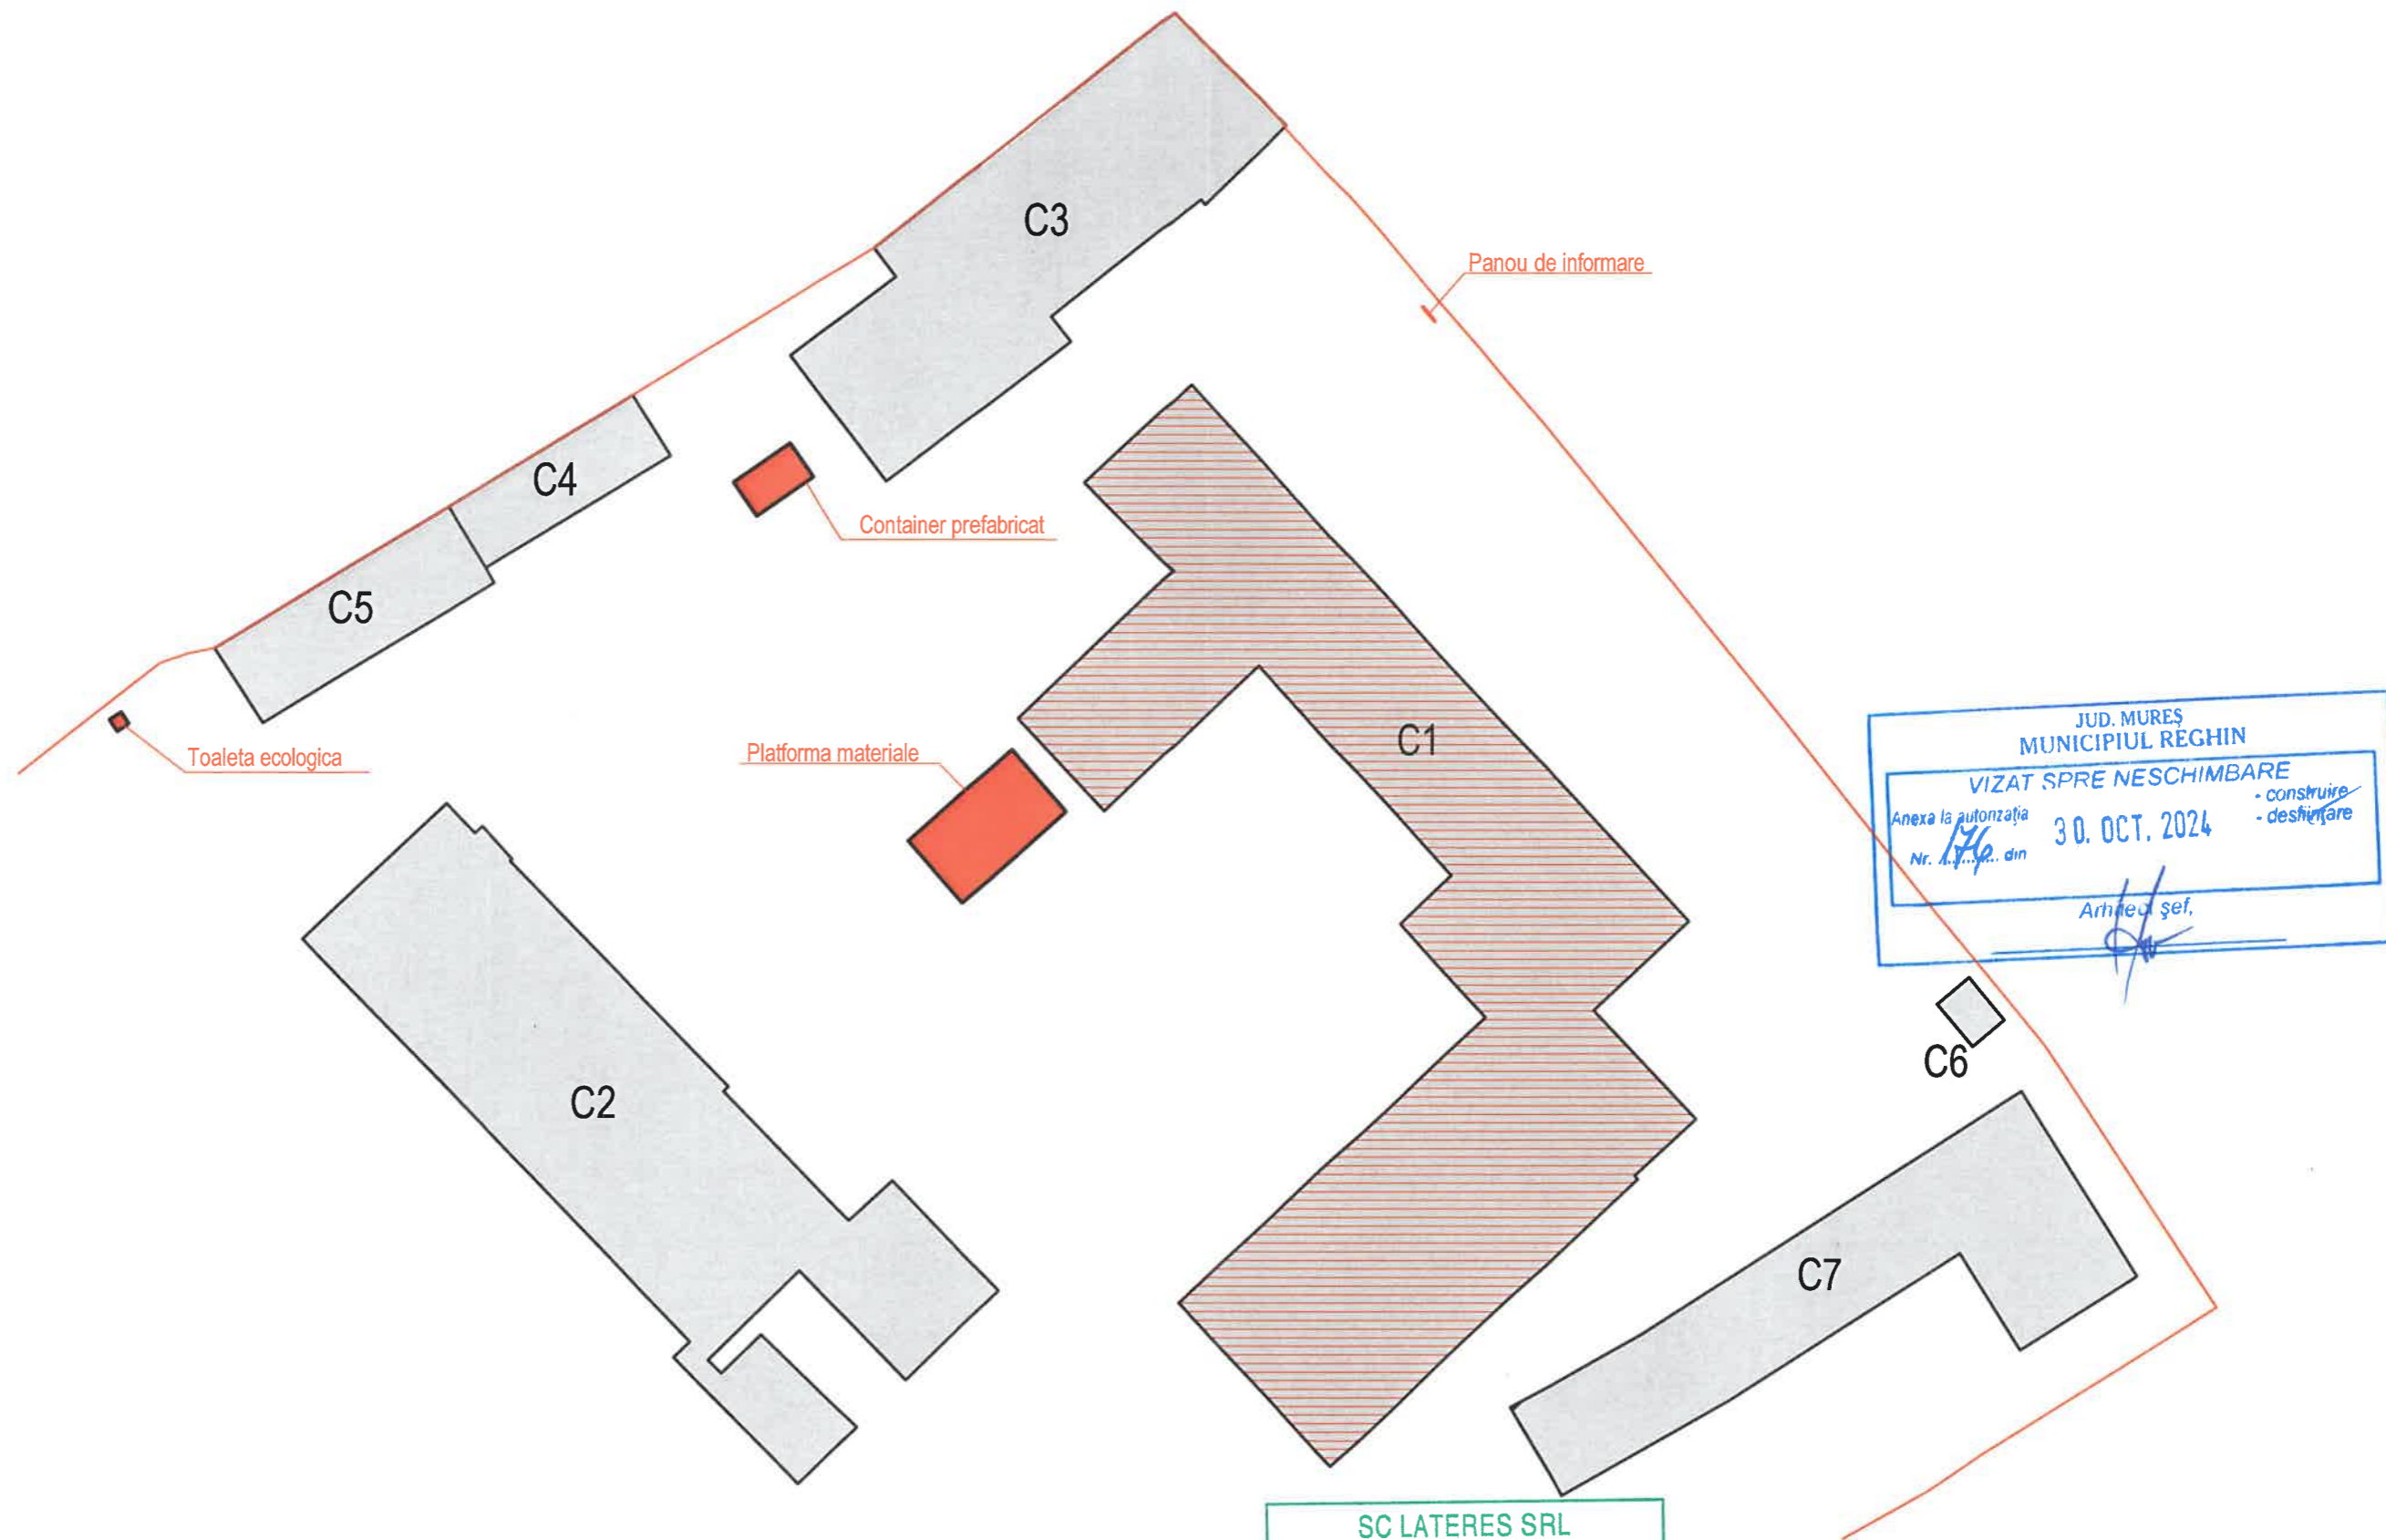 C3
Panou de informare
C4
Container prefabricat
C5
C1
Platforma materiale
Toaleta ecologica
JUD. MUREȘ
MUNICIPIUL REGHIN
VIZAT SPRE NESCHIMBARE
- construire
Anexa la autorizația
30. OCT. 2024
- desființare
Nr. 176 din
Arhitect șef,
C6
C2
C7
SC LATERES SRL